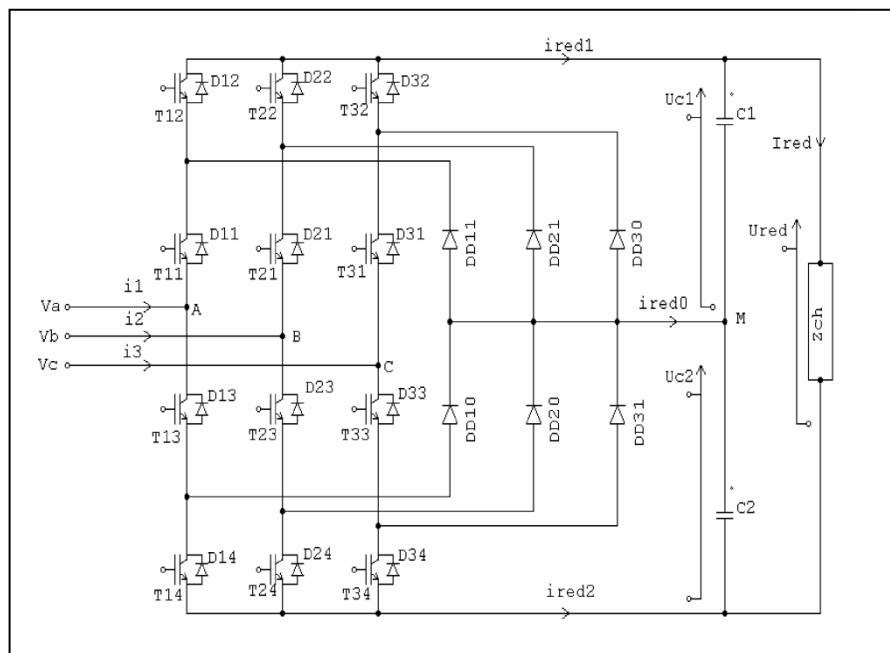 ired1
D12 D22 D32
T12 T22 T32
Uc1 C1
Ired
D11 D21 D31
DD11 DD21 DD30
Ured
T11 T21 T31
Va i1 A
ired0
M
Vb i2 B
Vc i3 C
Zch
Uc2
D13 D23 D33
DD10 DD20 DD31
T13 T23 T33
C2
D14 D24 D34
ired2
T14 T24 T34